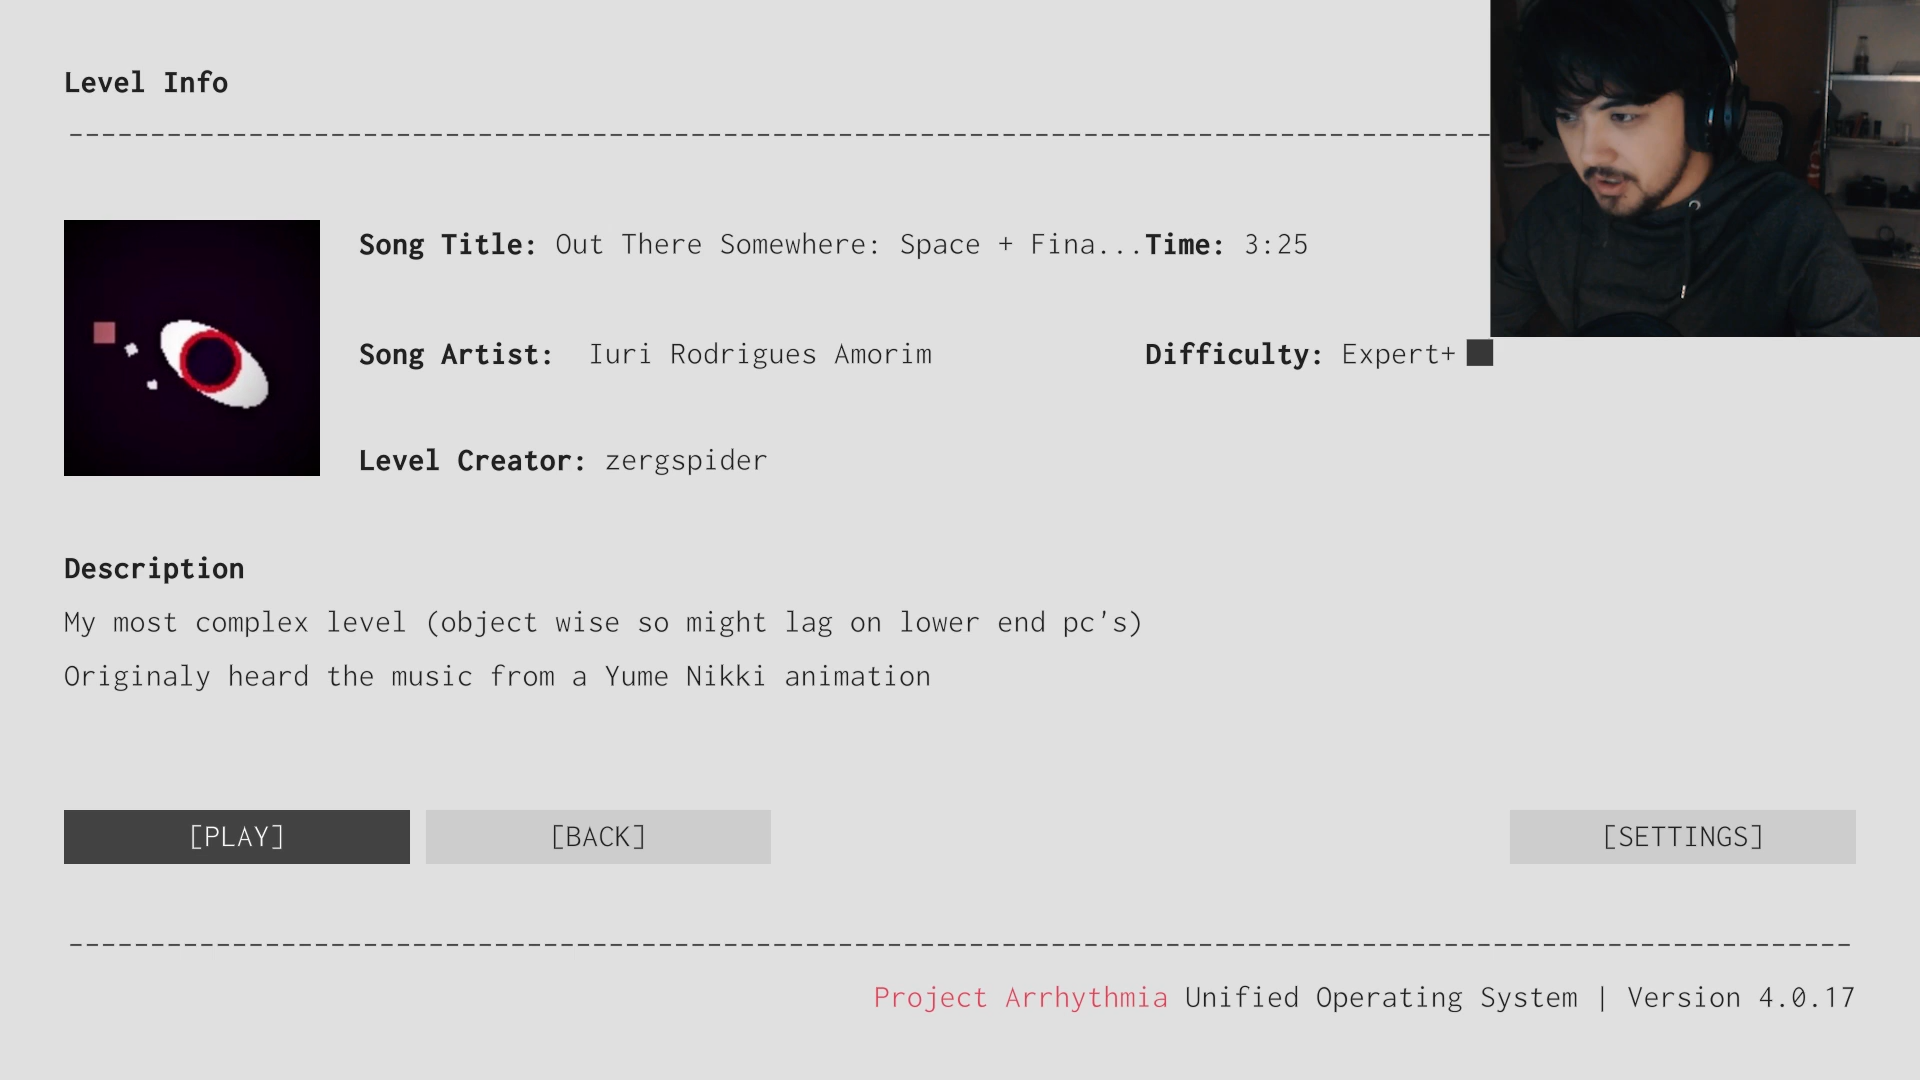 Level Info
Song Title: Out There Somewhere: Space + Fina...Time: 3:25
Song Artist: Iuri Rodrigues Amorim Difficulty: Expert+
Level Creator: zergspider
Description
My most complex level (object wise so might lag on lower end pc's)
Originaly heard the music from a Yume Nikki animation
[PLAY] [BACK] [SETTINGS]
Project Arrhythmia Unified Operating System | Version 4.0.17